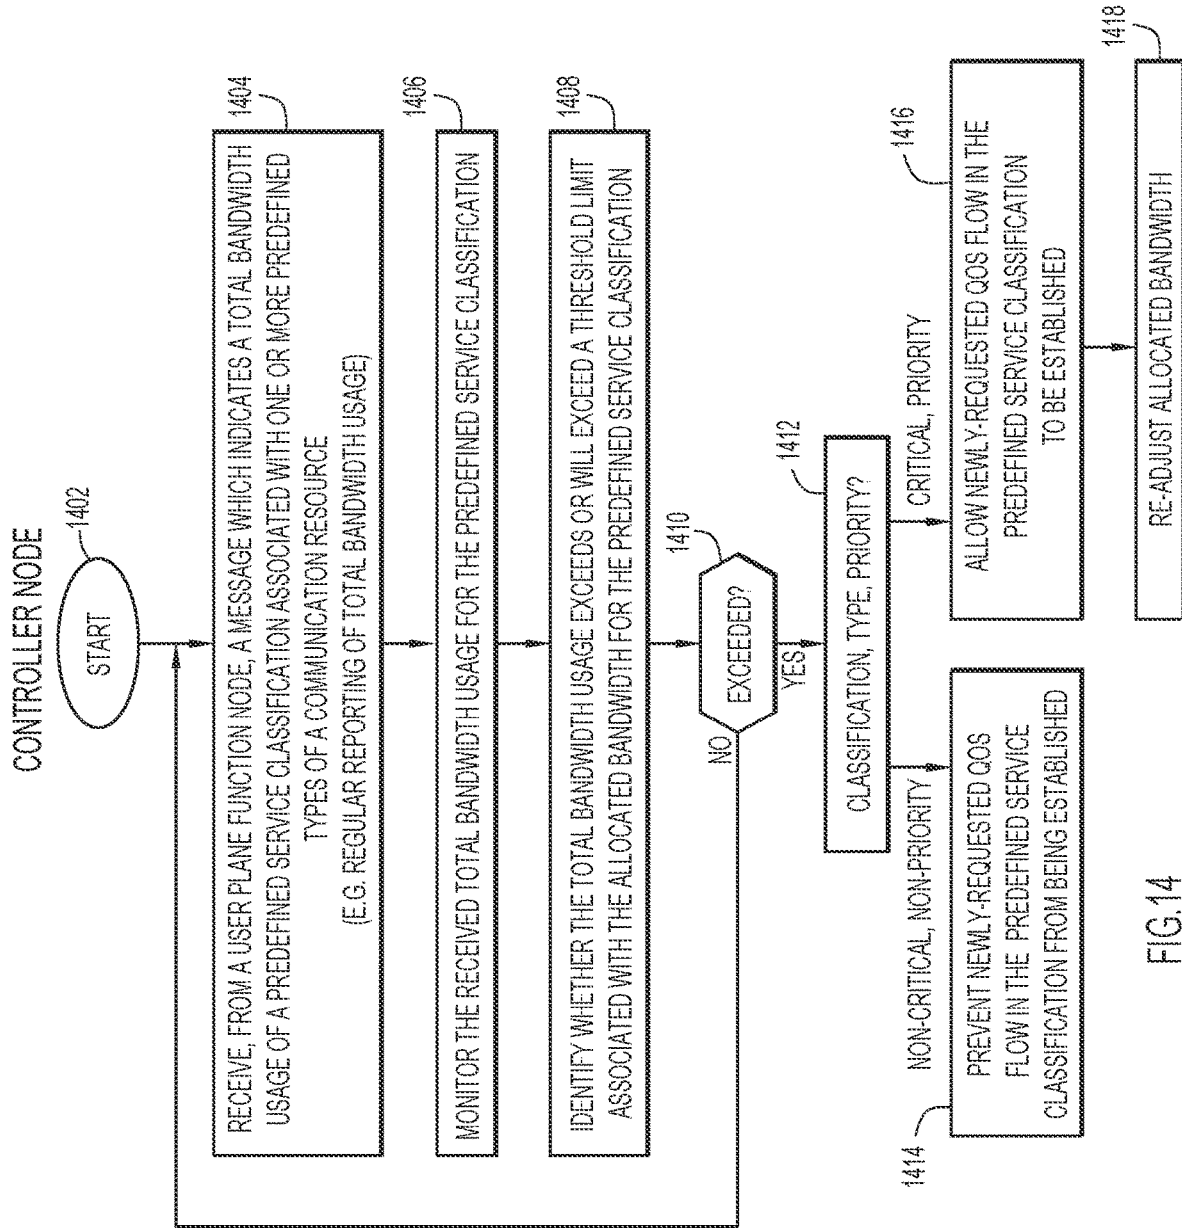 CONTROLLER NODE
1402
START
1404
RECEIVE, FROM A USER PLANE FUNCTION NODE, A MESSAGE WHICH INDICATES A TOTAL BANDWIDTH
USAGE OF A PREDEFINED SERVICE CLASSIFICATION ASSOCIATED WITH ONE OR MORE PREDEFINED
TYPES OF A COMMUNICATION RESOURCE
(E.G. REGULAR REPORTING OF TOTAL BANDWIDTH USAGE)
1406
MONITOR THE RECEIVED TOTAL BANDWIDTH USAGE FOR THE PREDEFINED SERVICE CLASSIFICATION
1408
IDENTIFY WHETHER THE TOTAL BANDWIDTH USAGE EXCEEDS OR WILL EXCEED A THRESHOLD LIMIT
ASSOCIATED WITH THE ALLOCATED BANDWIDTH FOR THE PREDEFINED SERVICE CLASSIFICATION
1410
EXCEEDED?
NO
YES
1412
CLASSIFICATION, TYPE, PRIORITY?
NON-CRITICAL, NON-PRIORITY
CRITICAL, PRIORITY
1414
PREVENT NEWLY-REQUESTED QOS
FLOW IN THE PREDEFINED SERVICE
CLASSIFICATION FROM BEING ESTABLISHED
1416
ALLOW NEWLY-REQUESTED QOS FLOW IN THE
PREDEFINED SERVICE CLASSIFICATION
TO BE ESTABLISHED
1418
RE-ADJUST ALLOCATED BANDWIDTH
FIG.14